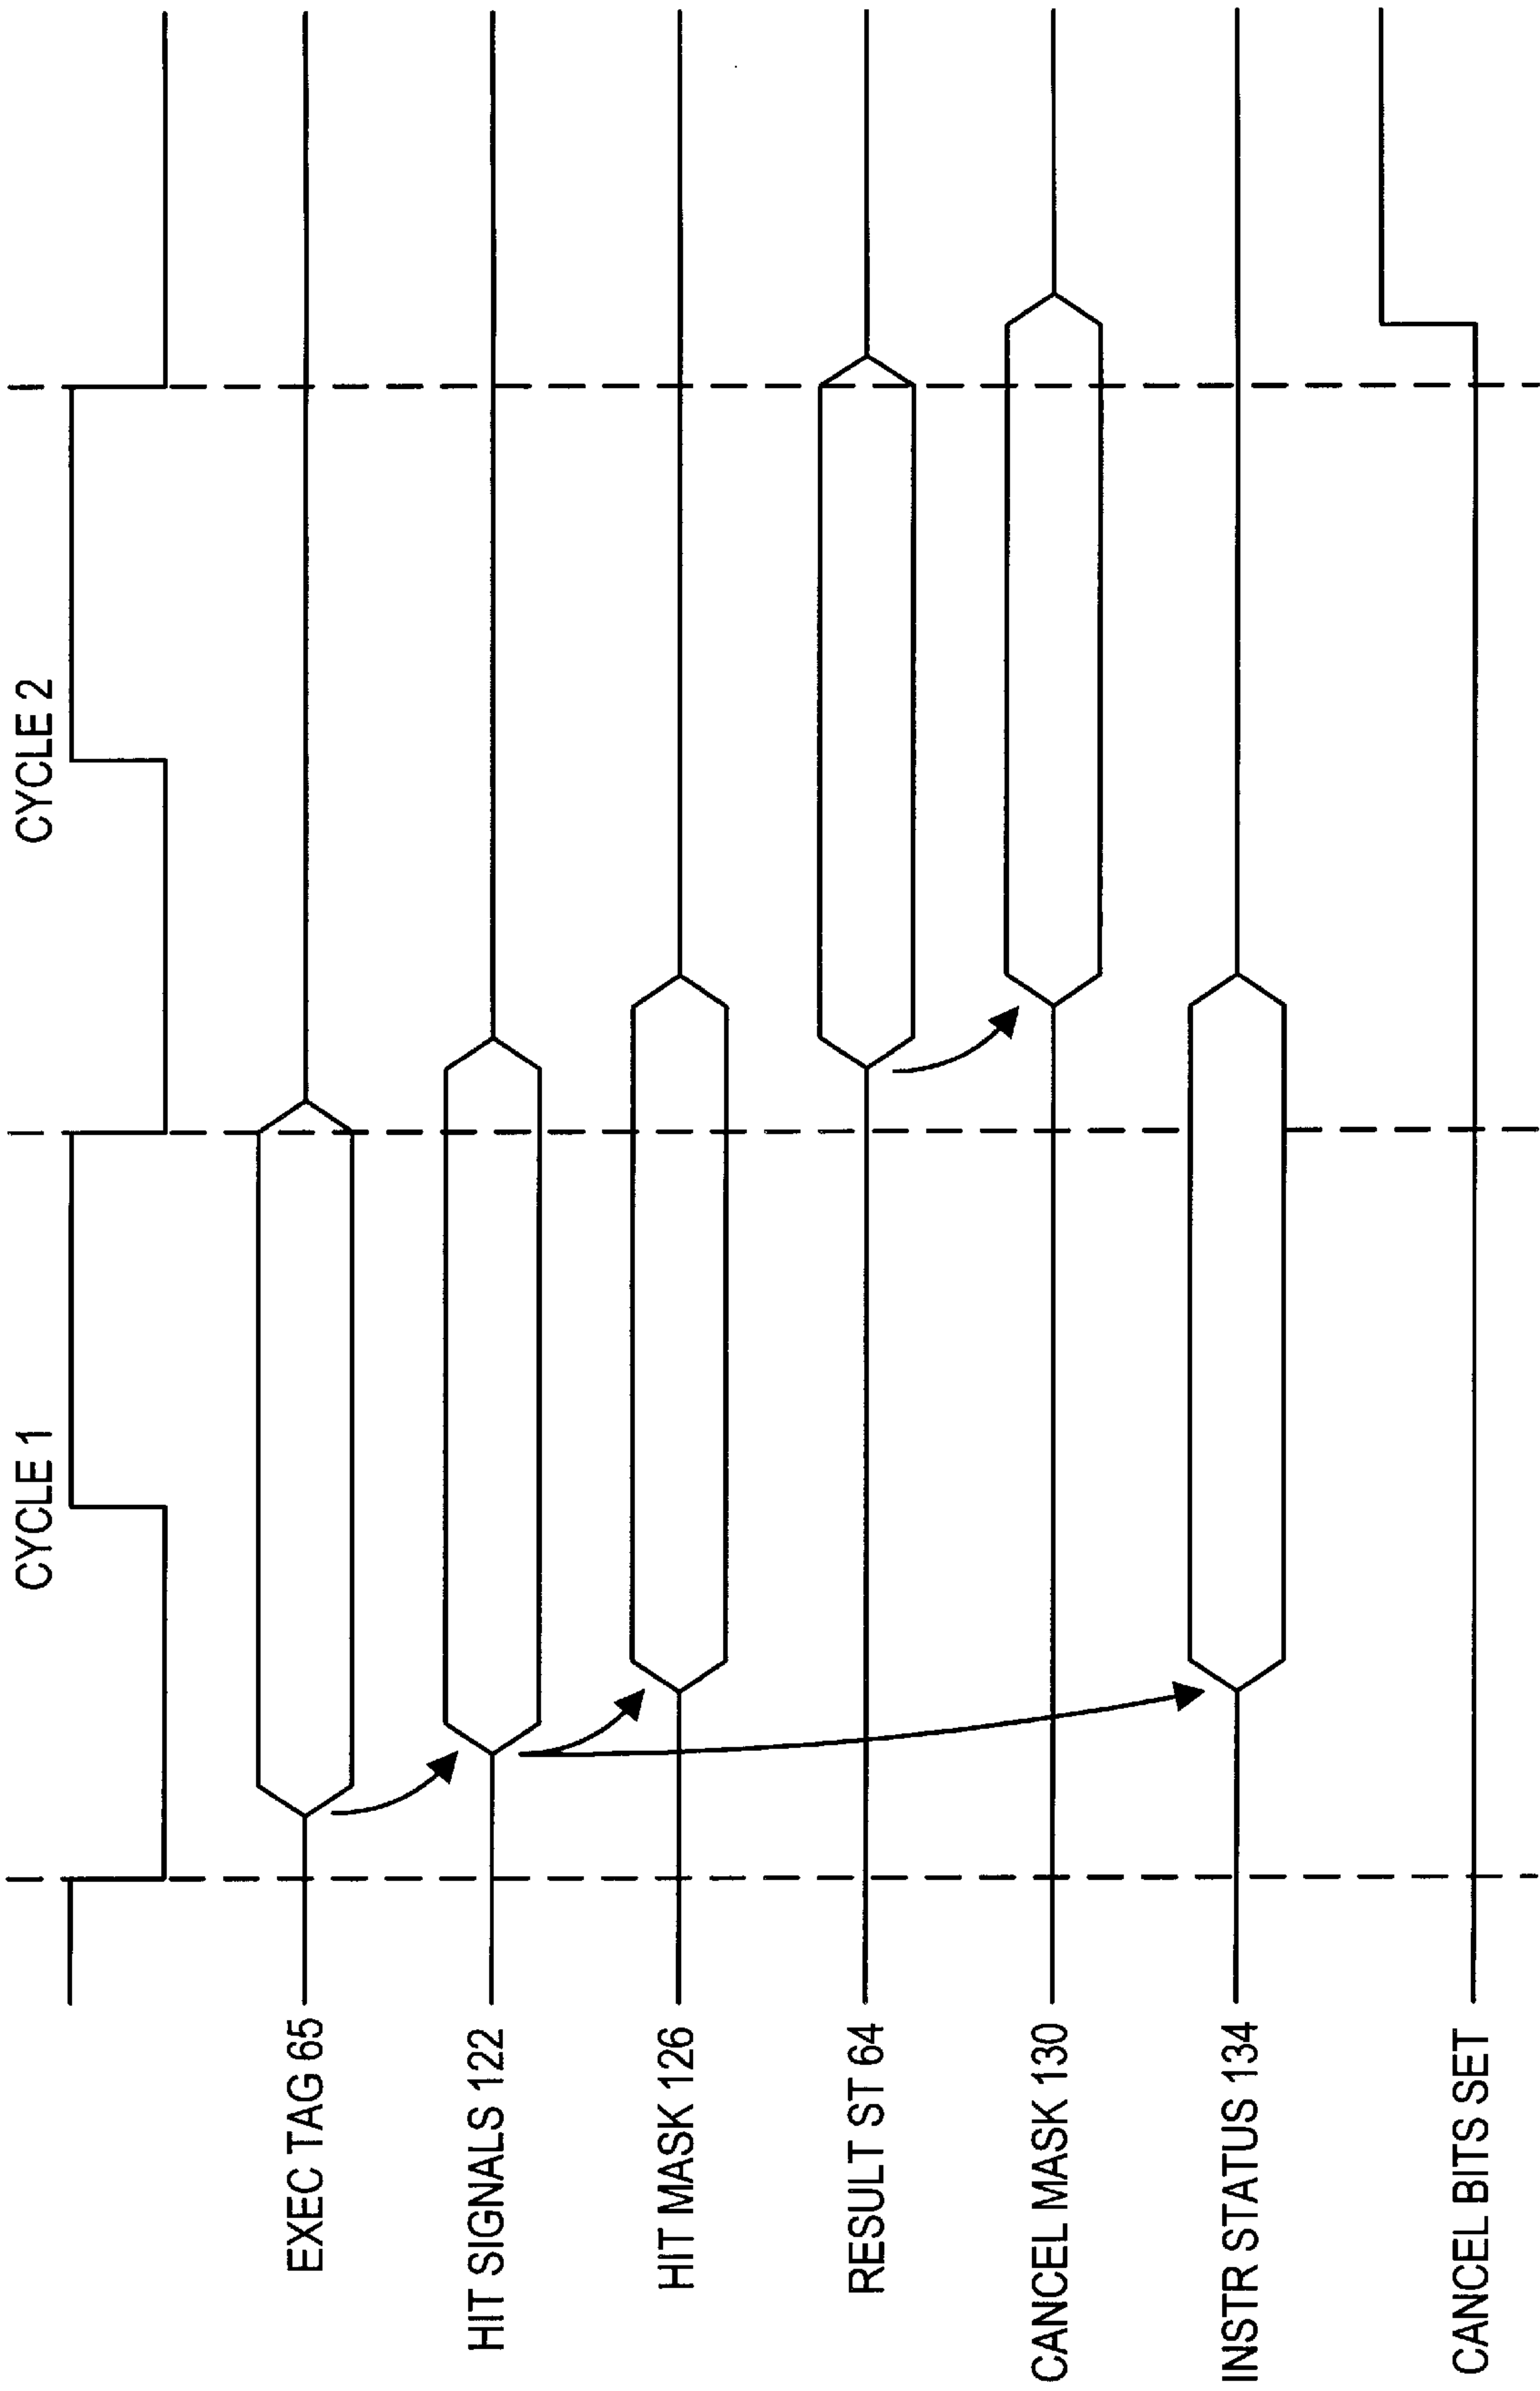 CYCLE 1
CYCLE 2
EXEC TAG 65
HIT SIGNALS 122
HIT MASK 126
RESULT ST 64
CANCEL MASK 130
INSTR STATUS 134
CANCEL BITS SET